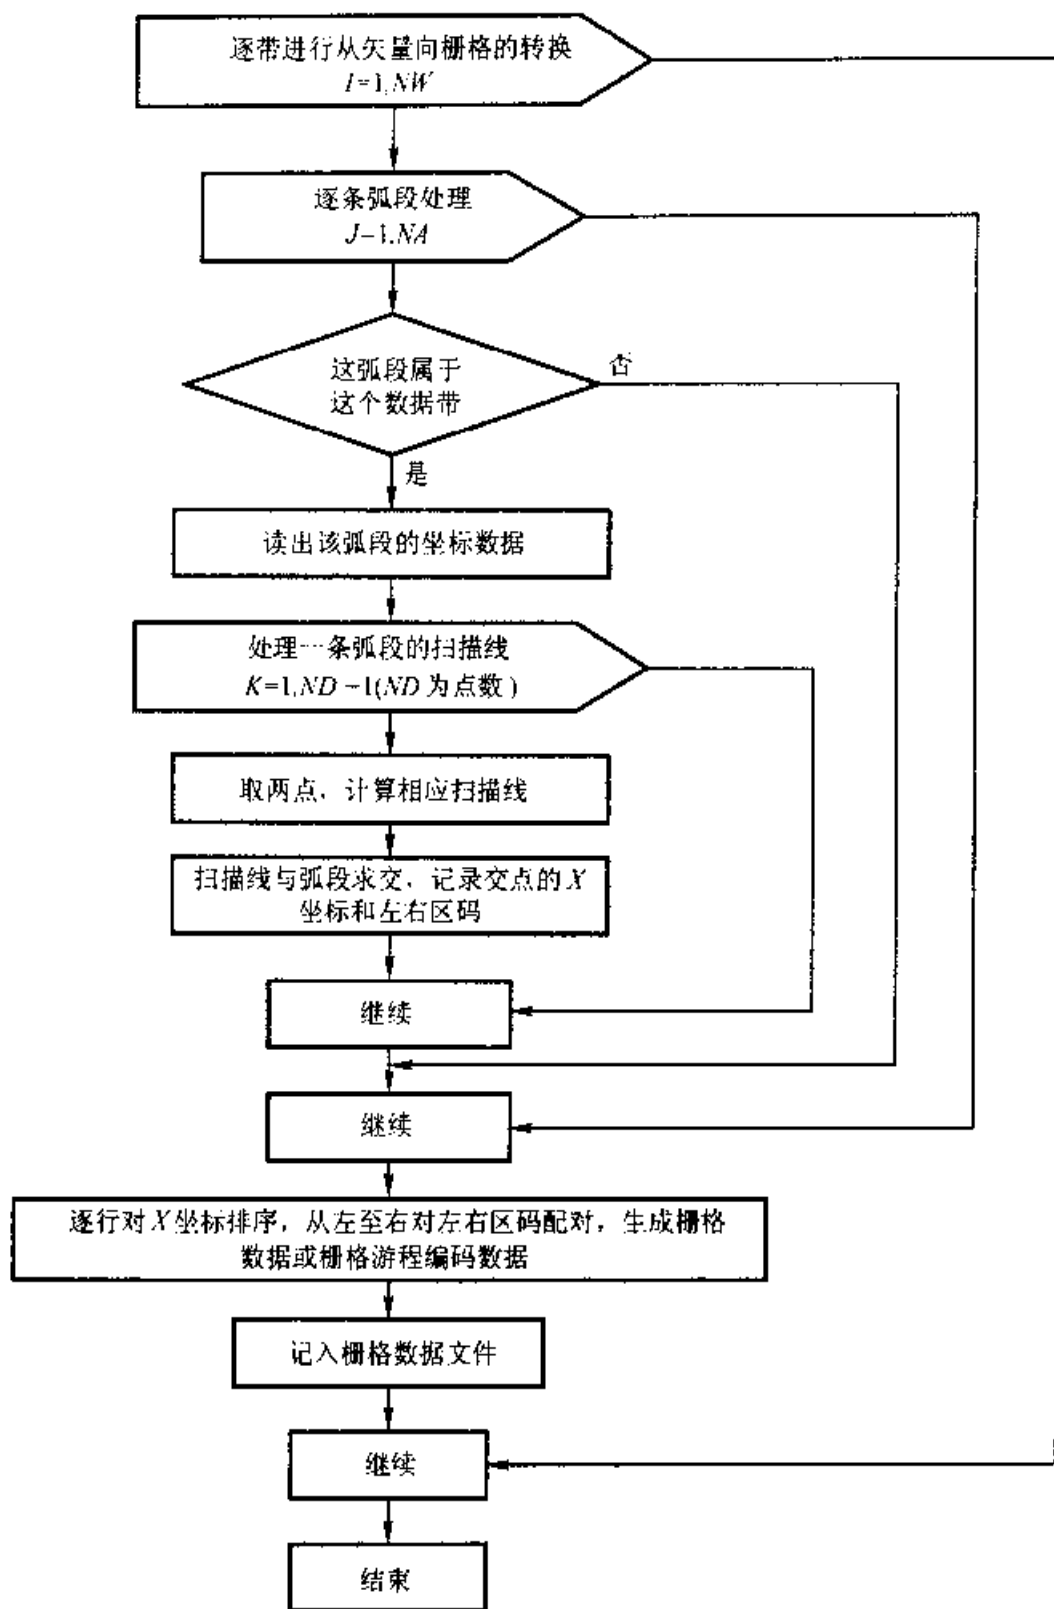 逐带进行从矢量向栅格的转换
I=1,NW
逐条弧段处理
J=1,NA
这弧段属于
这个数据带
否
是
读出该弧段的坐标数据
处理一条弧段的扫描线
K=1,ND-1(ND为点数)
取两点，计算相应扫描线
扫描线与弧段求交，记录交点的X
坐标和左右区码
继续
继续
逐行对X坐标排序，从左至右对左右区码配对，生成栅格
数据或栅格游程编码数据
记入栅格数据文件
继续
结束